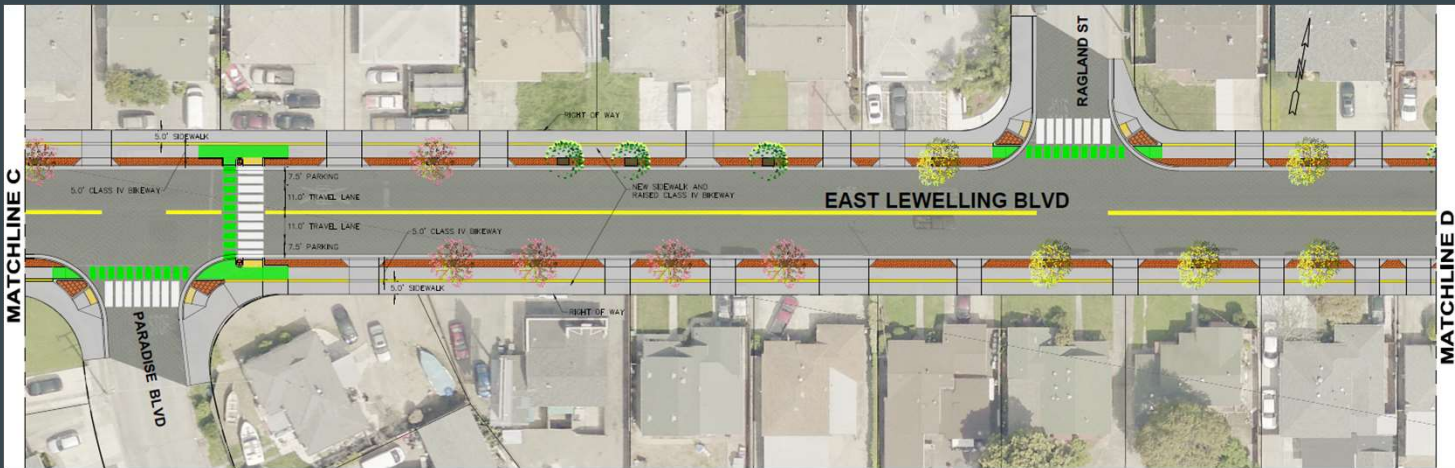 MATCHLINE C
5.0' SIDEWALK
RIGHT OF WAY
RAGLAND ST
5.0' CLASS IV BIKEWAY
7.5' PARKING
11.0' TRAVEL LANE
NEW SIDEWALK AND
RAISED CLASS IV BIKEWAY
EAST LEWELLING BLVD
11.0' TRAVEL LANE
7.5' PARKING
5.0' CLASS IV BIKEWAY
5.0' SIDEWALK
RIGHT OF WAY
PARADISE BLVD
MATCHLINE D